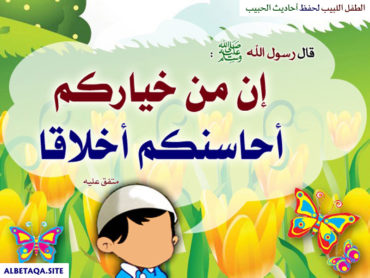 الطفل اللبيب لحفظ أحاديث الحبيب
قال رسول الله ﷺ :
إن من خياركم
أحاسنكم أخلاقا
متفق عليه
ALBETAQA.SITE